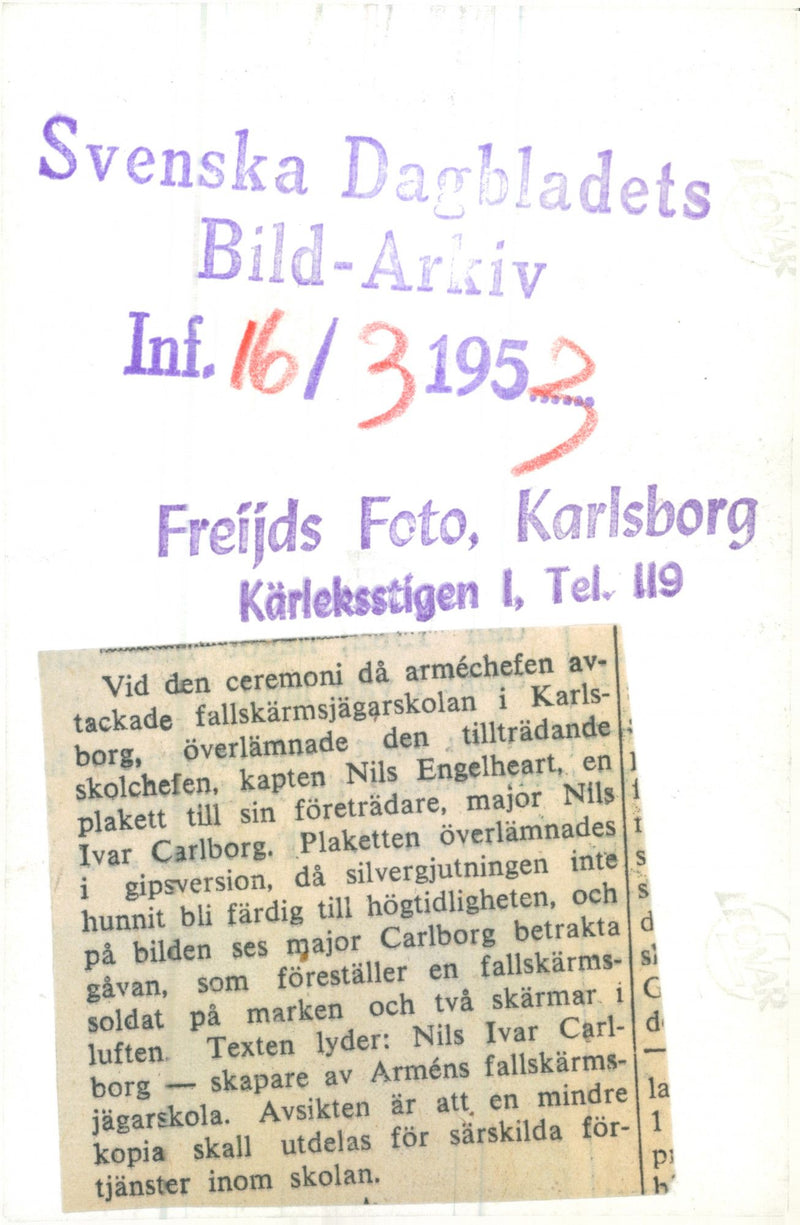 Svenska Dagbladets
Bild-Arkiv
Inf. 16/3 1953
Freijds Foto, Karlsborg
Kärleksstigen 1, Tel. 119
Vid den ceremoni då arméchefen av-
tackade fallskärmsjägarskolan i Karls-
borg, överlämnade den tillträdande
skolchefen, kapten Nils Engelheart, en
plakett till sin företrädare, major Nils
Ivar Carlborg. Plaketten överlämnades
i gipsversion, då silvergjutningen inte
hunnit bli färdig till högtidligheten, och
på bilden ses major Carlborg betrakta
gåvan, som föreställer en fallskärms-
soldat på marken och två skärmar i
luften. Texten lyder: Nils Ivar Carl-
borg — skapare av Arméns fallskärms-
jägarskola. Avsikten är att en mindre
kopia skall utdelas för särskilda för-
tjänster inom skolan.
LEONAR
LEONAR